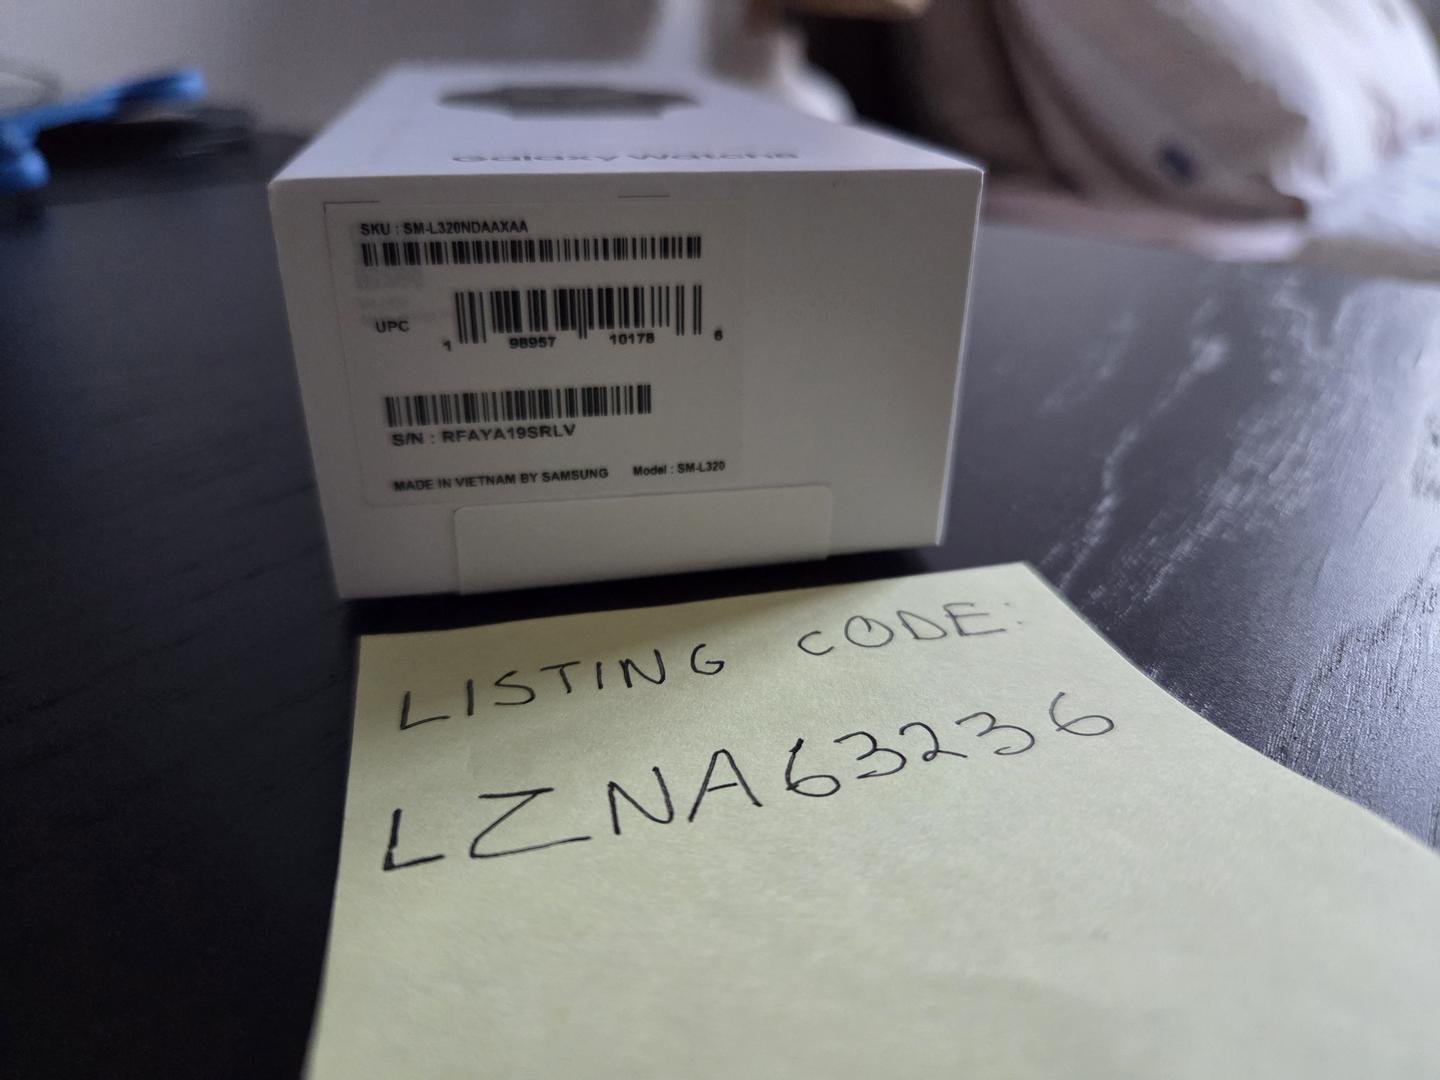 Galaxy Watch8
SKU : SM-L320NDAAXAA
UPC
1 98957 10178 6
S/N : RFAYA19SRLV
MADE IN VIETNAM BY SAMSUNG Model : SM-L320
LISTING CODE:
LZNA63236